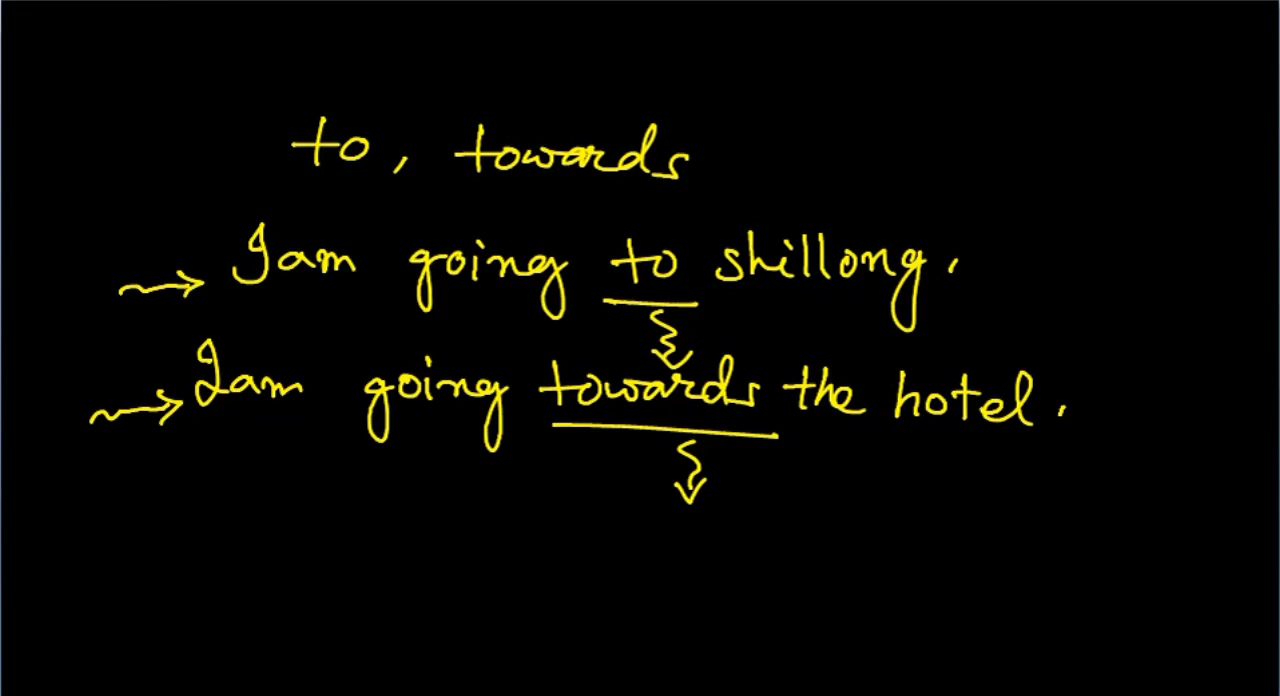 to, towards
I am going to shillong.
I am going towards the hotel.